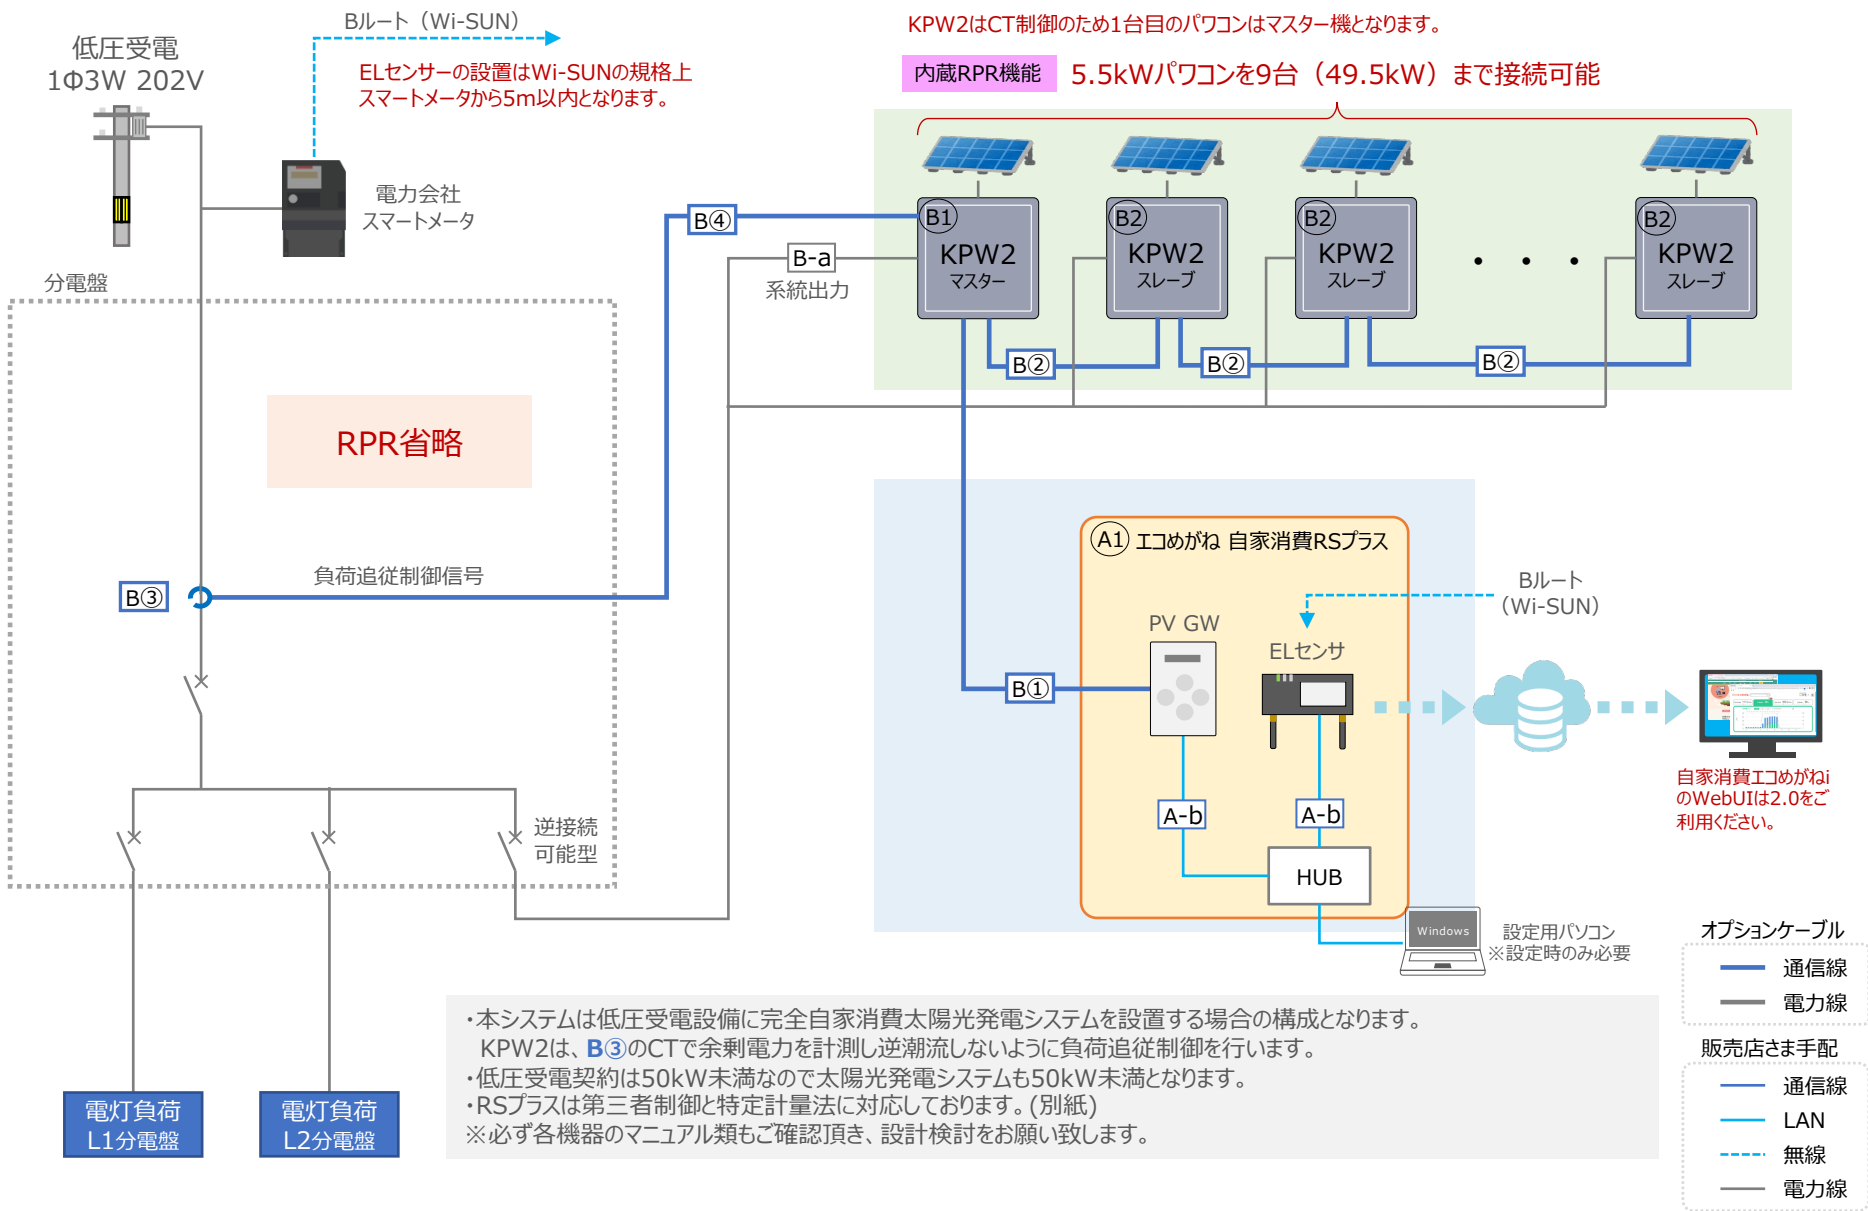 Bルート（Wi-SUN）
KPW2はCT制御のため1台目のパワコンはマスター機となります。
低圧受電
1Φ3W 202V
ELセンサーの設置はWi-SUNの規格上
スマートメータから5m以内となります。
内蔵RPR機能
5.5kWパワコンを9台（49.5kW）まで接続可能
電力会社
スマートメータ
B④
B-a
系統出力
B1
KPW2
マスター
B2
KPW2
スレーブ
B2
KPW2
スレーブ
・・・
B2
KPW2
スレーブ
B②
B②
B②
分電盤
RPR省略
B③
負荷追従制御信号
A1 エコめがね 自家消費RSプラス
Bルート
（Wi-SUN）
PV GW
ELセンサ
B①
A-b
A-b
HUB
自家消費エコめがねi
のWebUIは2.0をご
利用ください。
逆接続
可能型
Windows
設定用パソコン
※設定時のみ必要
オプションケーブル
通信線
電力線
販売店さま手配
通信線
LAN
無線
電力線
・本システムは低圧受電設備に完全自家消費太陽光発電システムを設置する場合の構成となります。
KPW2は、B③のCTで余剰電力を計測し逆潮流しないように負荷追従制御を行います。
・低圧受電契約は50kW未満なので太陽光発電システムも50kW未満となります。
・RSプラスは第三者制御と特定計量法に対応しております。(別紙)
※必ず各機器のマニュアル類もご確認頂き、設計検討をお願い致します。
電灯負荷
L1分電盤
電灯負荷
L2分電盤